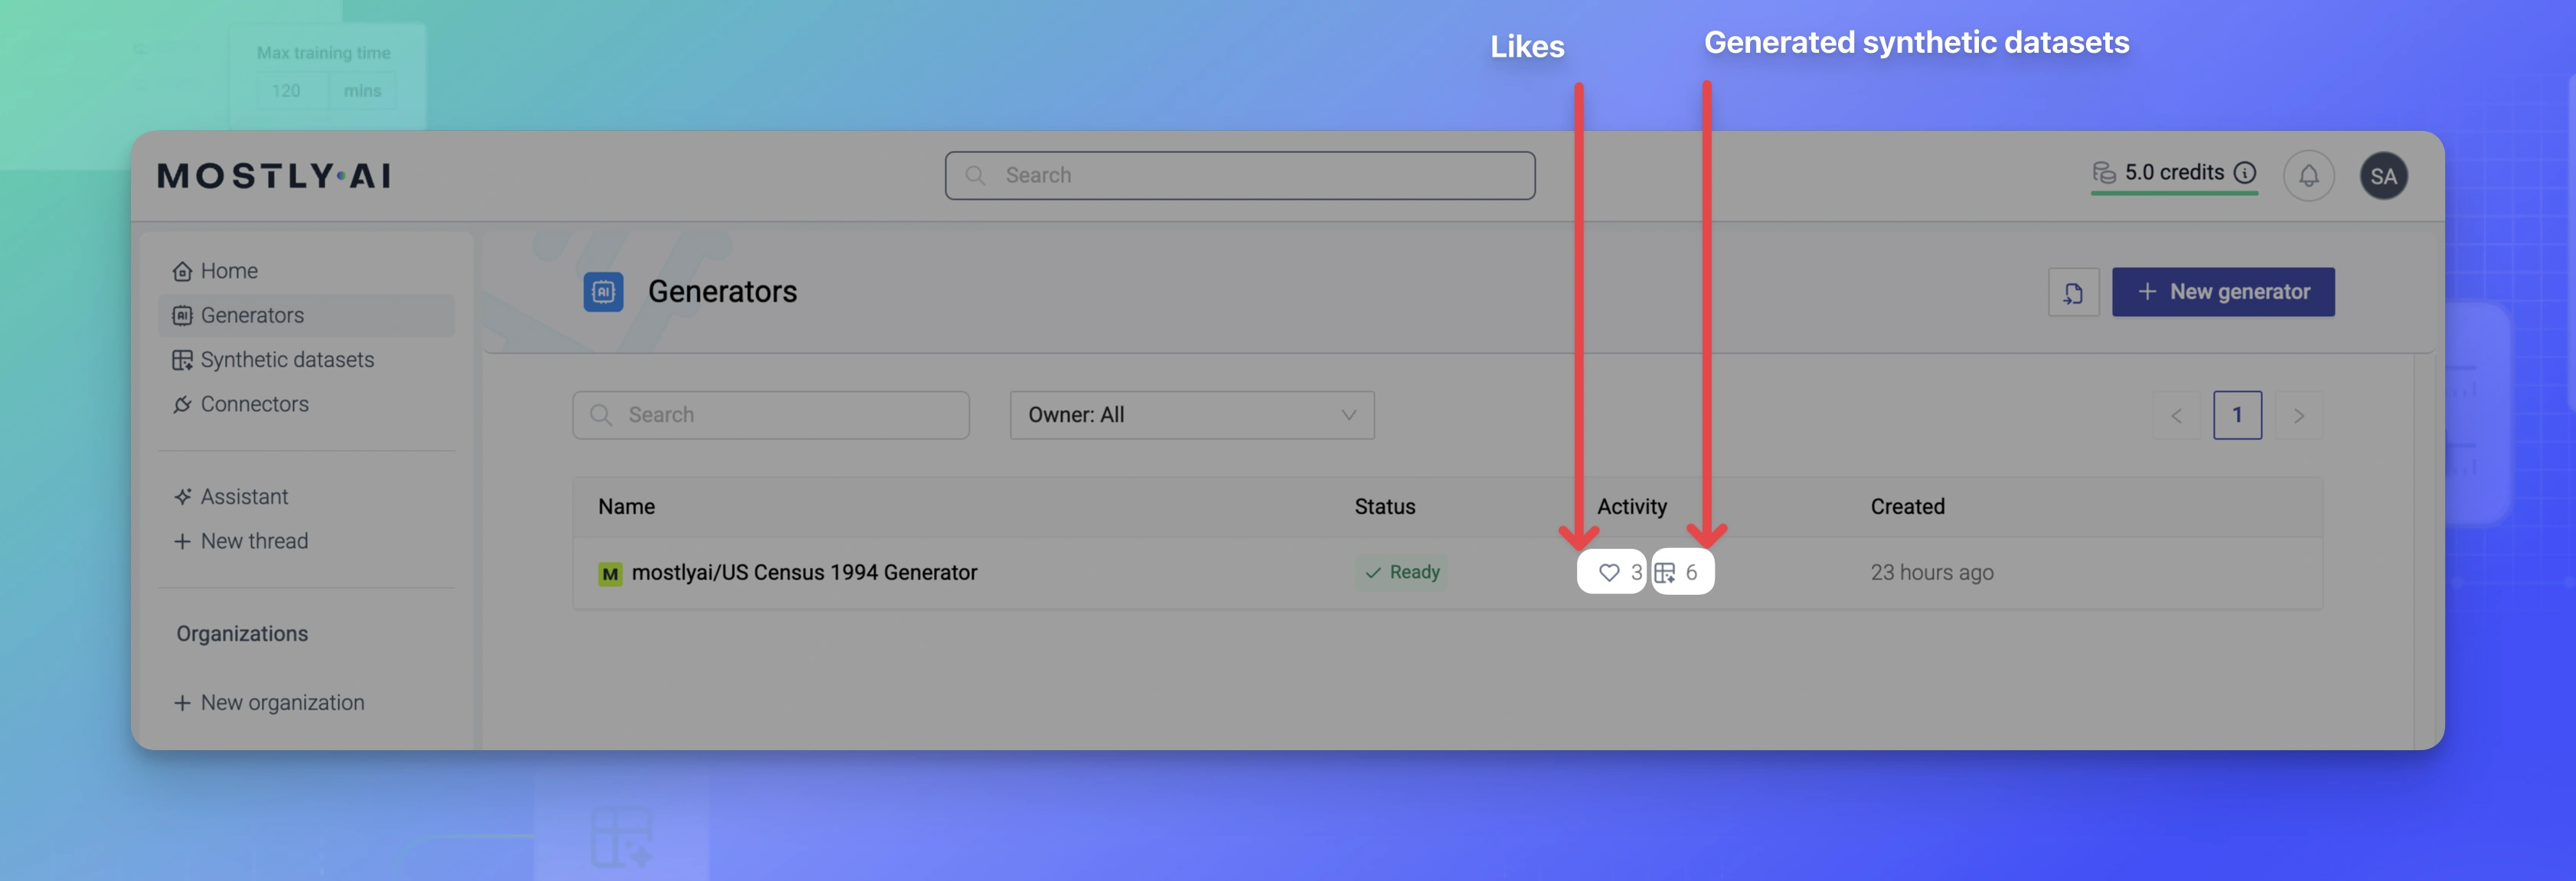 Max training time
120 mins
Likes
Generated synthetic datasets
MOSTLY·AI
Search
5.0 credits
SA
Home
Generators
Synthetic datasets
Connectors
Assistant
New thread
Organizations
New organization
AI
Generators
New generator
Search
Owner: All
1
Name Status Activity Created
M mostlyai/US Census 1994 Generator Ready 3 6 23 hours ago